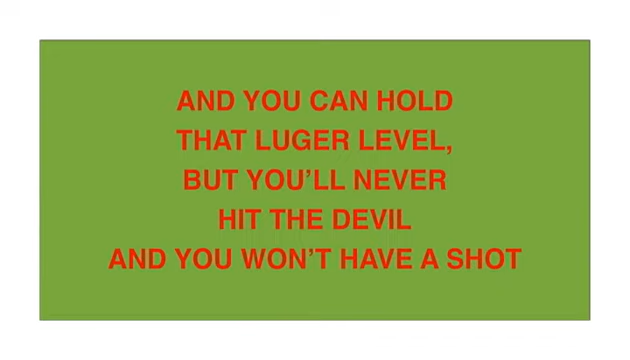 AND YOU CAN HOLD
THAT LUGER LEVEL,
BUT YOU'LL NEVER
HIT THE DEVIL
AND YOU WON'T HAVE A SHOT